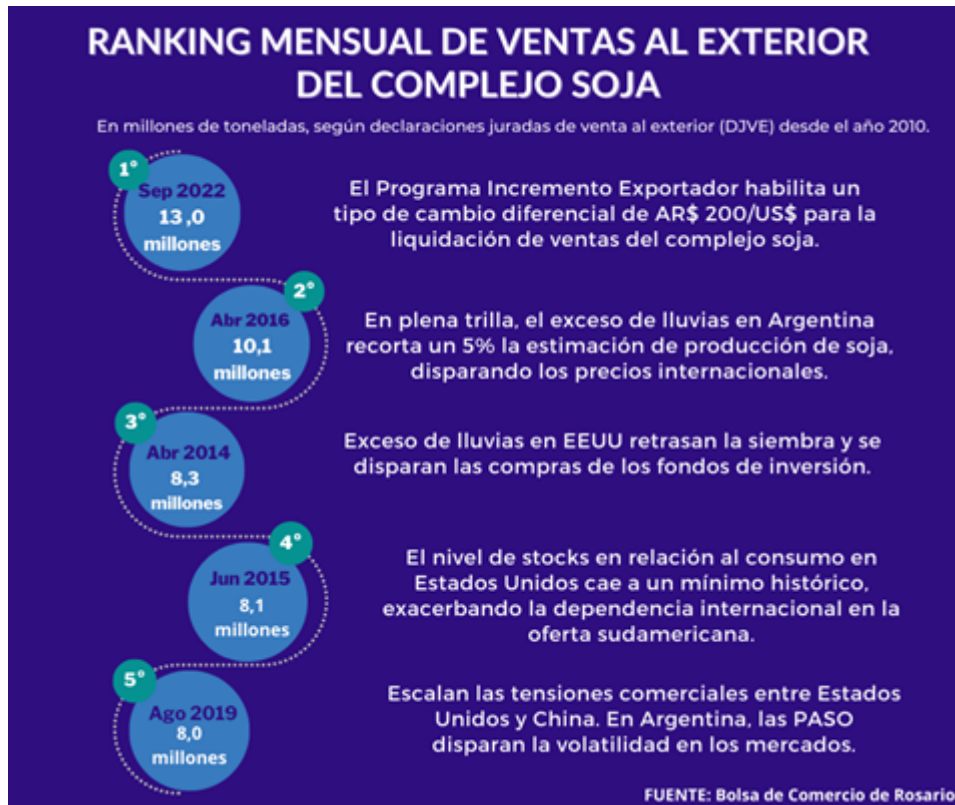 RANKING MENSUAL DE VENTAS AL EXTERIOR
DEL COMPLEJO SOJA
En millones de toneladas, según declaraciones juradas de venta al exterior (DJVE) desde el año 2010.
1°
Sep 2022
13,0
millones
El Programa Incremento Exportador habilita un
tipo de cambio diferencial de AR$ 200/US$ para la
liquidación de ventas del complejo soja.
2°
Abr 2016
10,1
millones
En plena trilla, el exceso de lluvias en Argentina
recorta un 5% la estimación de producción de soja,
disparando los precios internacionales.
3°
Abr 2014
8,3
millones
Exceso de lluvias en EEUU retrasan la siembra y se
disparan las compras de los fondos de inversión.
4°
Jun 2015
8,1
millones
El nivel de stocks en relación al consumo en
Estados Unidos cae a un mínimo histórico,
exacerbando la dependencia internacional en la
oferta sudamericana.
5°
Ago 2019
8,0
millones
Escalan las tensiones comerciales entre Estados
Unidos y China. En Argentina, las PASO
disparan la volatilidad en los mercados.
FUENTE: Bolsa de Comercio de Rosario